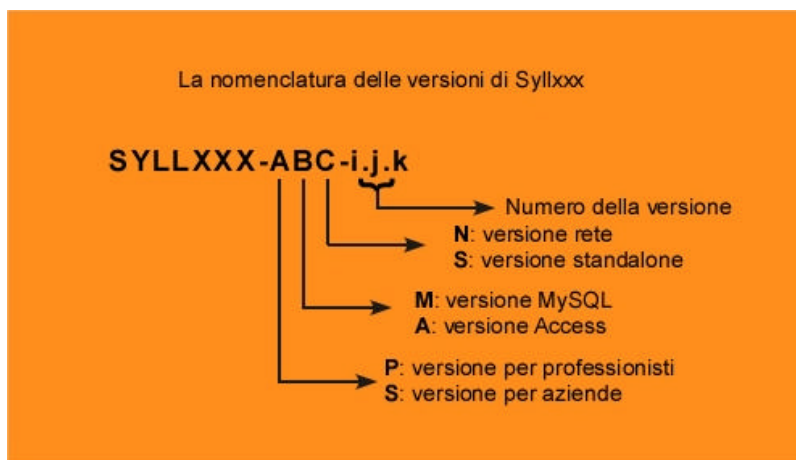 La nomenclatura delle versioni di Syllxxx
SYLLXXX-ABC-i.j.k
Numero della versione
N: versione rete
S: versione standalone
M: versione MySQL
A: versione Access
P: versione per professionisti
S: versione per aziende